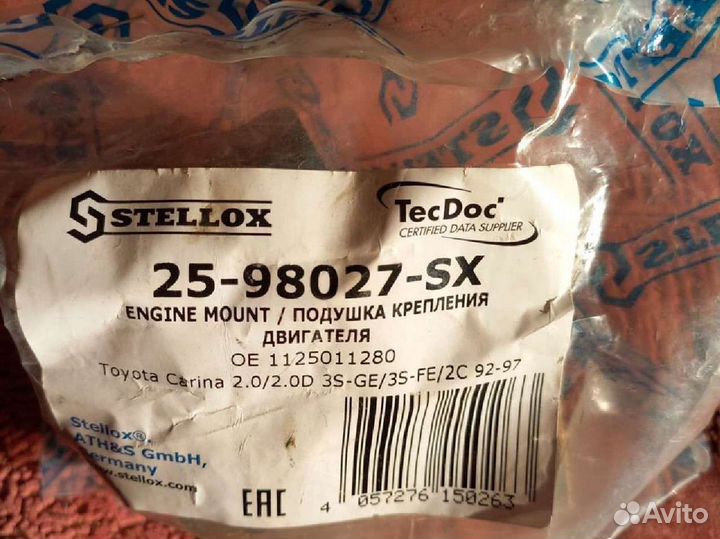 STELLOX
TecDoc
CERTIFIED DATA SUPPLIER
25-98027-SX
ENGINE MOUNT / ПОДУШКА КРЕПЛЕНИЯ
ДВИГАТЕЛЯ
OE 1125011280
Toyota Carina 2.0/2.0D 3S-GE/3S-FE/2C 92-97
Stellox®,
ATH&S GmbH,
Germany
www.stellox.com
EAC
4 057276 150263
Avito